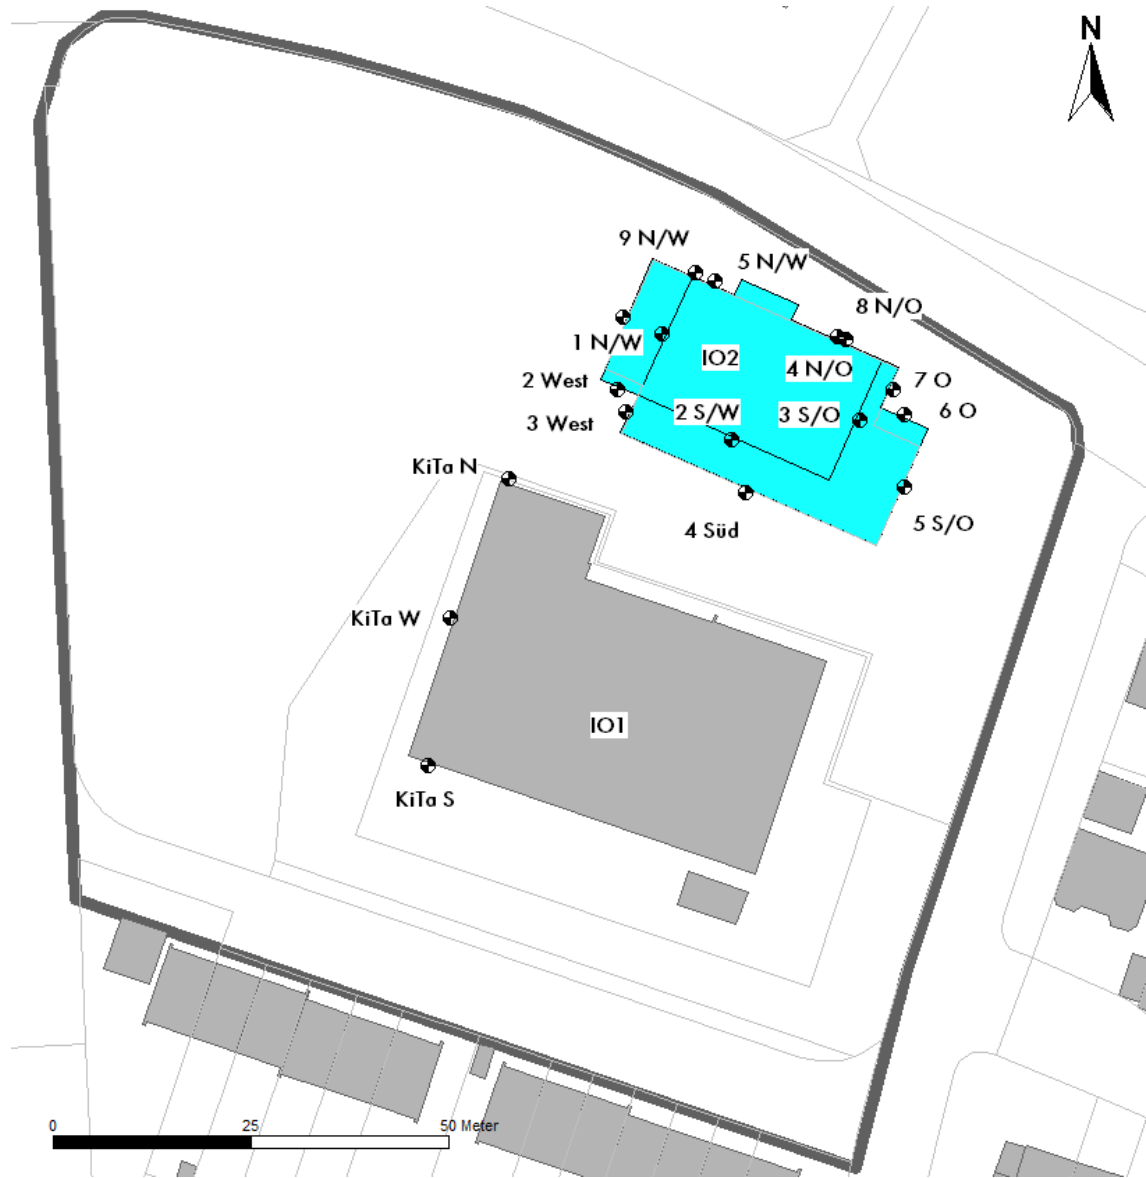 N
9 N/W
5 N/W
8 N/O
1 N/W
IO2
4 N/O
2 West
7 O
6 O
2 S/W
3 S/O
3 West
KiTa N
5 S/O
4 Süd
KiTa W
IO1
KiTa S
0 25 50 Meter